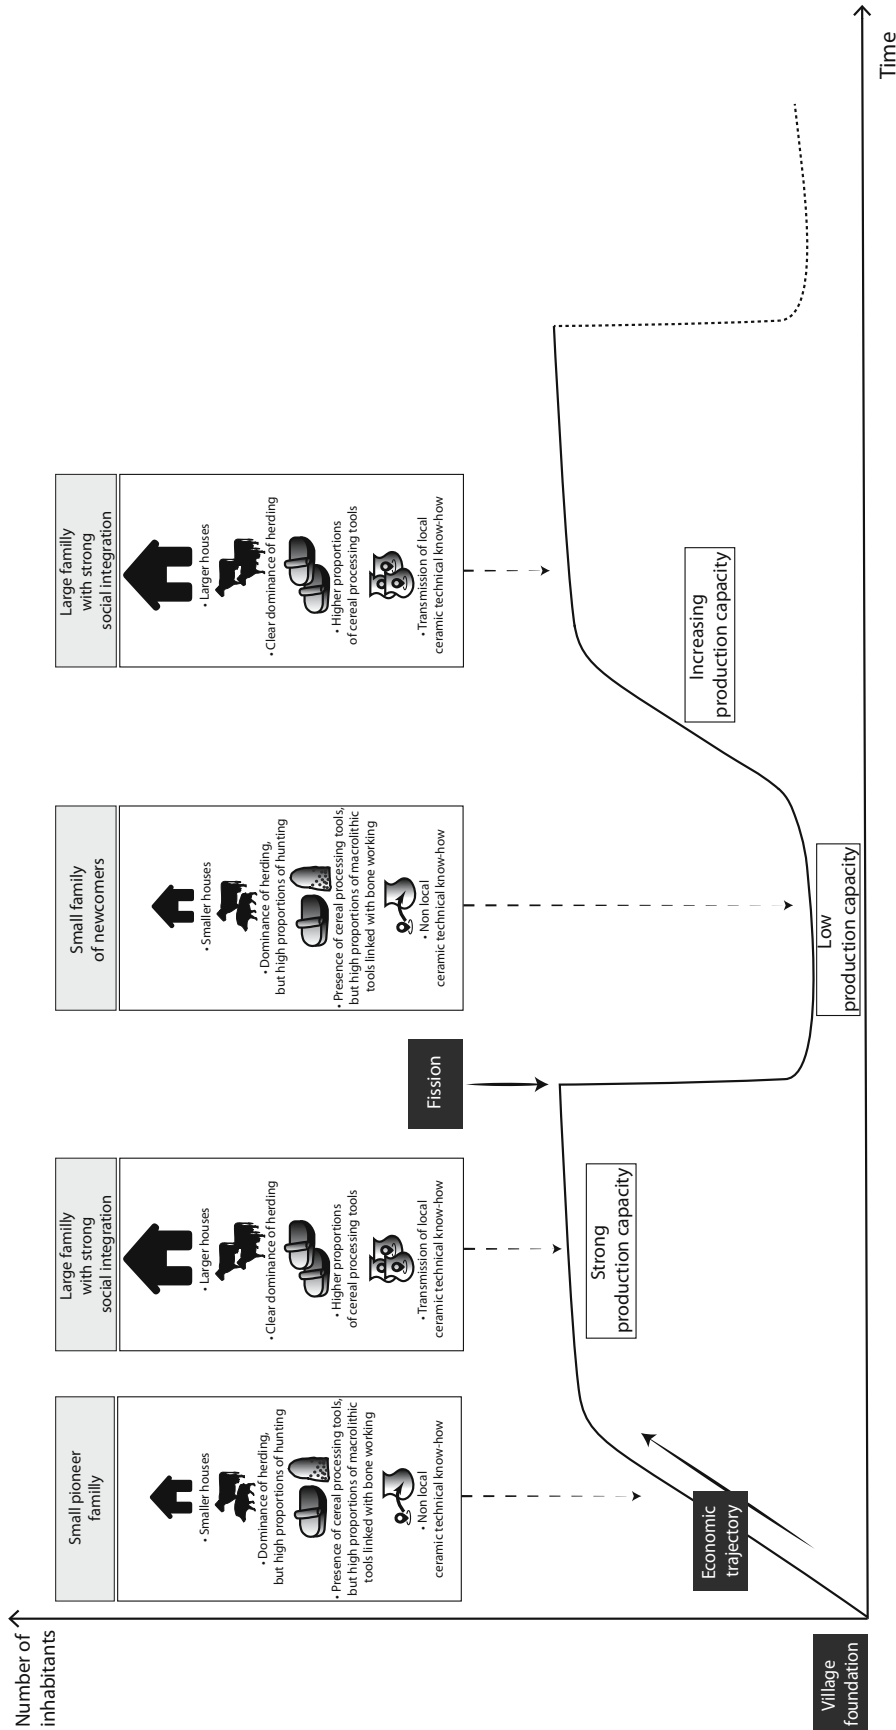 Number of
inhabitants
Small pioneer
familly
• Smaller houses
• Dominance of herding,
but high proportions of hunting
• Presence of cereal processing tools,
but high proportions of macrolithic
tools linked with bone working
• Non local
ceramic technical know-how
Large familly
with strong
social integration
• Larger houses
• Clear dominance of herding
• Higher proportions
of cereal processing tools
• Transmission of local
ceramic technical know-how
Small family
of newcomers
• Smaller houses
• Dominance of herding,
but high proportions of hunting
• Presence of cereal processing tools,
but high proportions of macrolithic
tools linked with bone working
• Non local
ceramic technical know-how
Large familly
with strong
social integration
• Larger houses
• Clear dominance of herding
• Higher proportions
of cereal processing tools
• Transmission of local
ceramic technical know-how
Fission
Economic
trajectory
Strong
production capacity
Low
production capacity
Increasing
production capacity
Village
foundation
Time